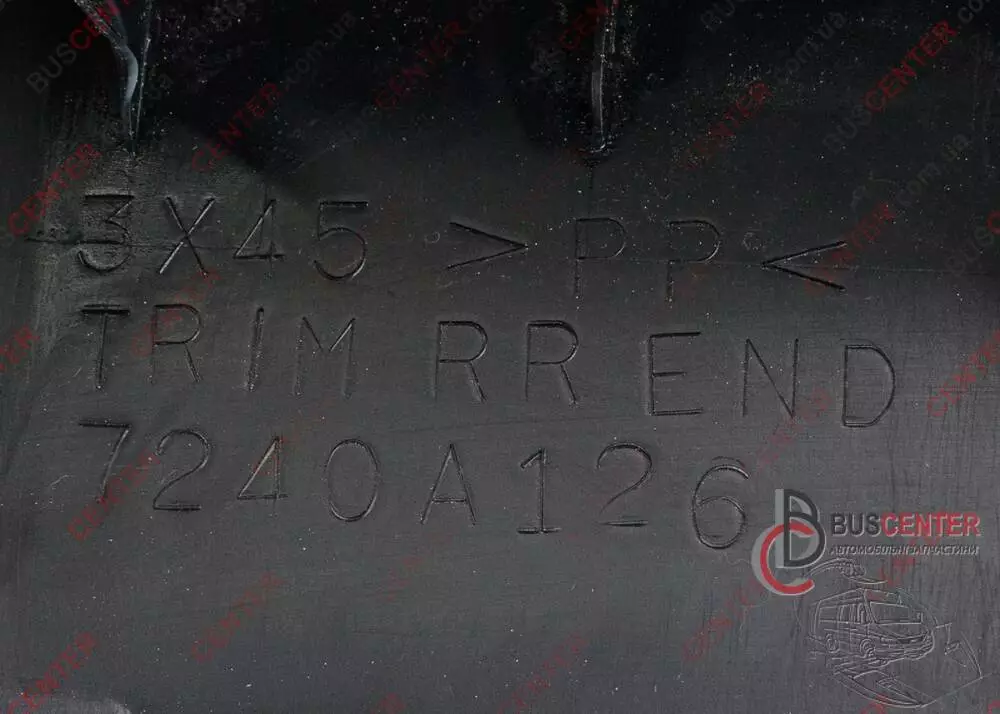 3X45 >PP<
TRIM RR END
7240A126
BUSCENTER
АВТОМОБІЛЬНІ ЗАПЧАСТИНИ